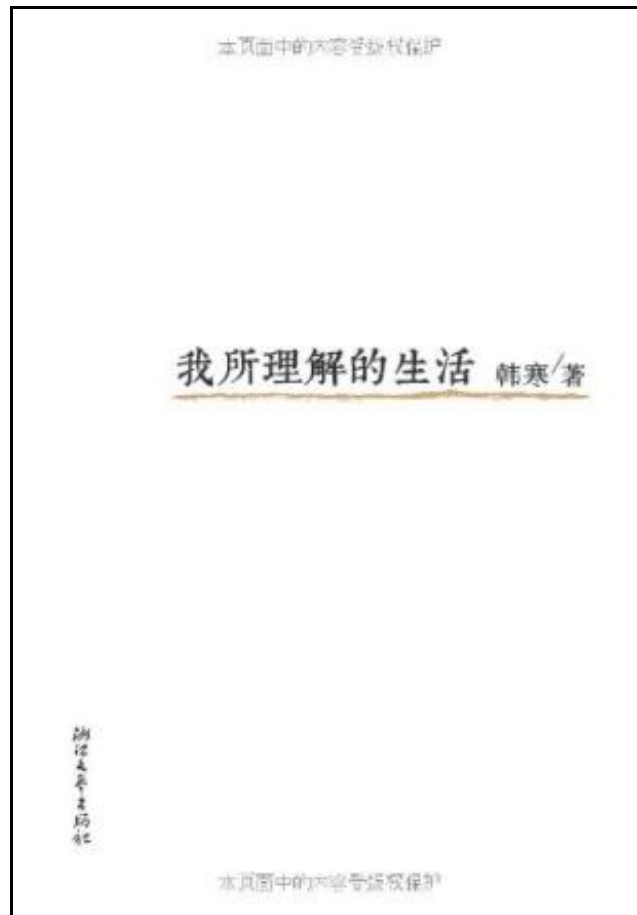 本页面中的内容受版权保护
我所理解的生活 韩寒/著
浙江文艺出版社
本页面中的内容受版权保护